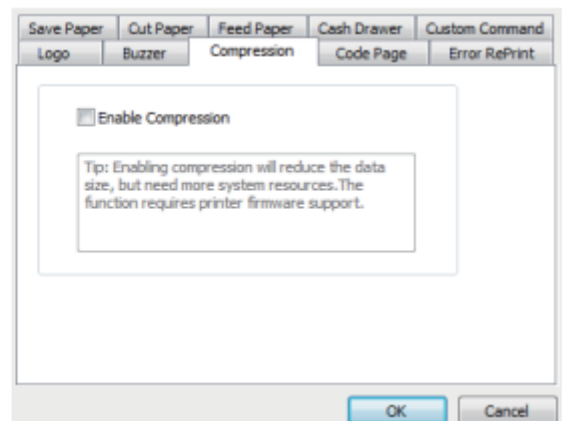 Save Paper Cut Paper Feed Paper Cash Drawer Custom Command
Logo Buzzer Compression Code Page Error RePrint
Enable Compression
Tip: Enabling compression will reduce the data
size, but need more system resources.The
function requires printer firmware support.
OK Cancel